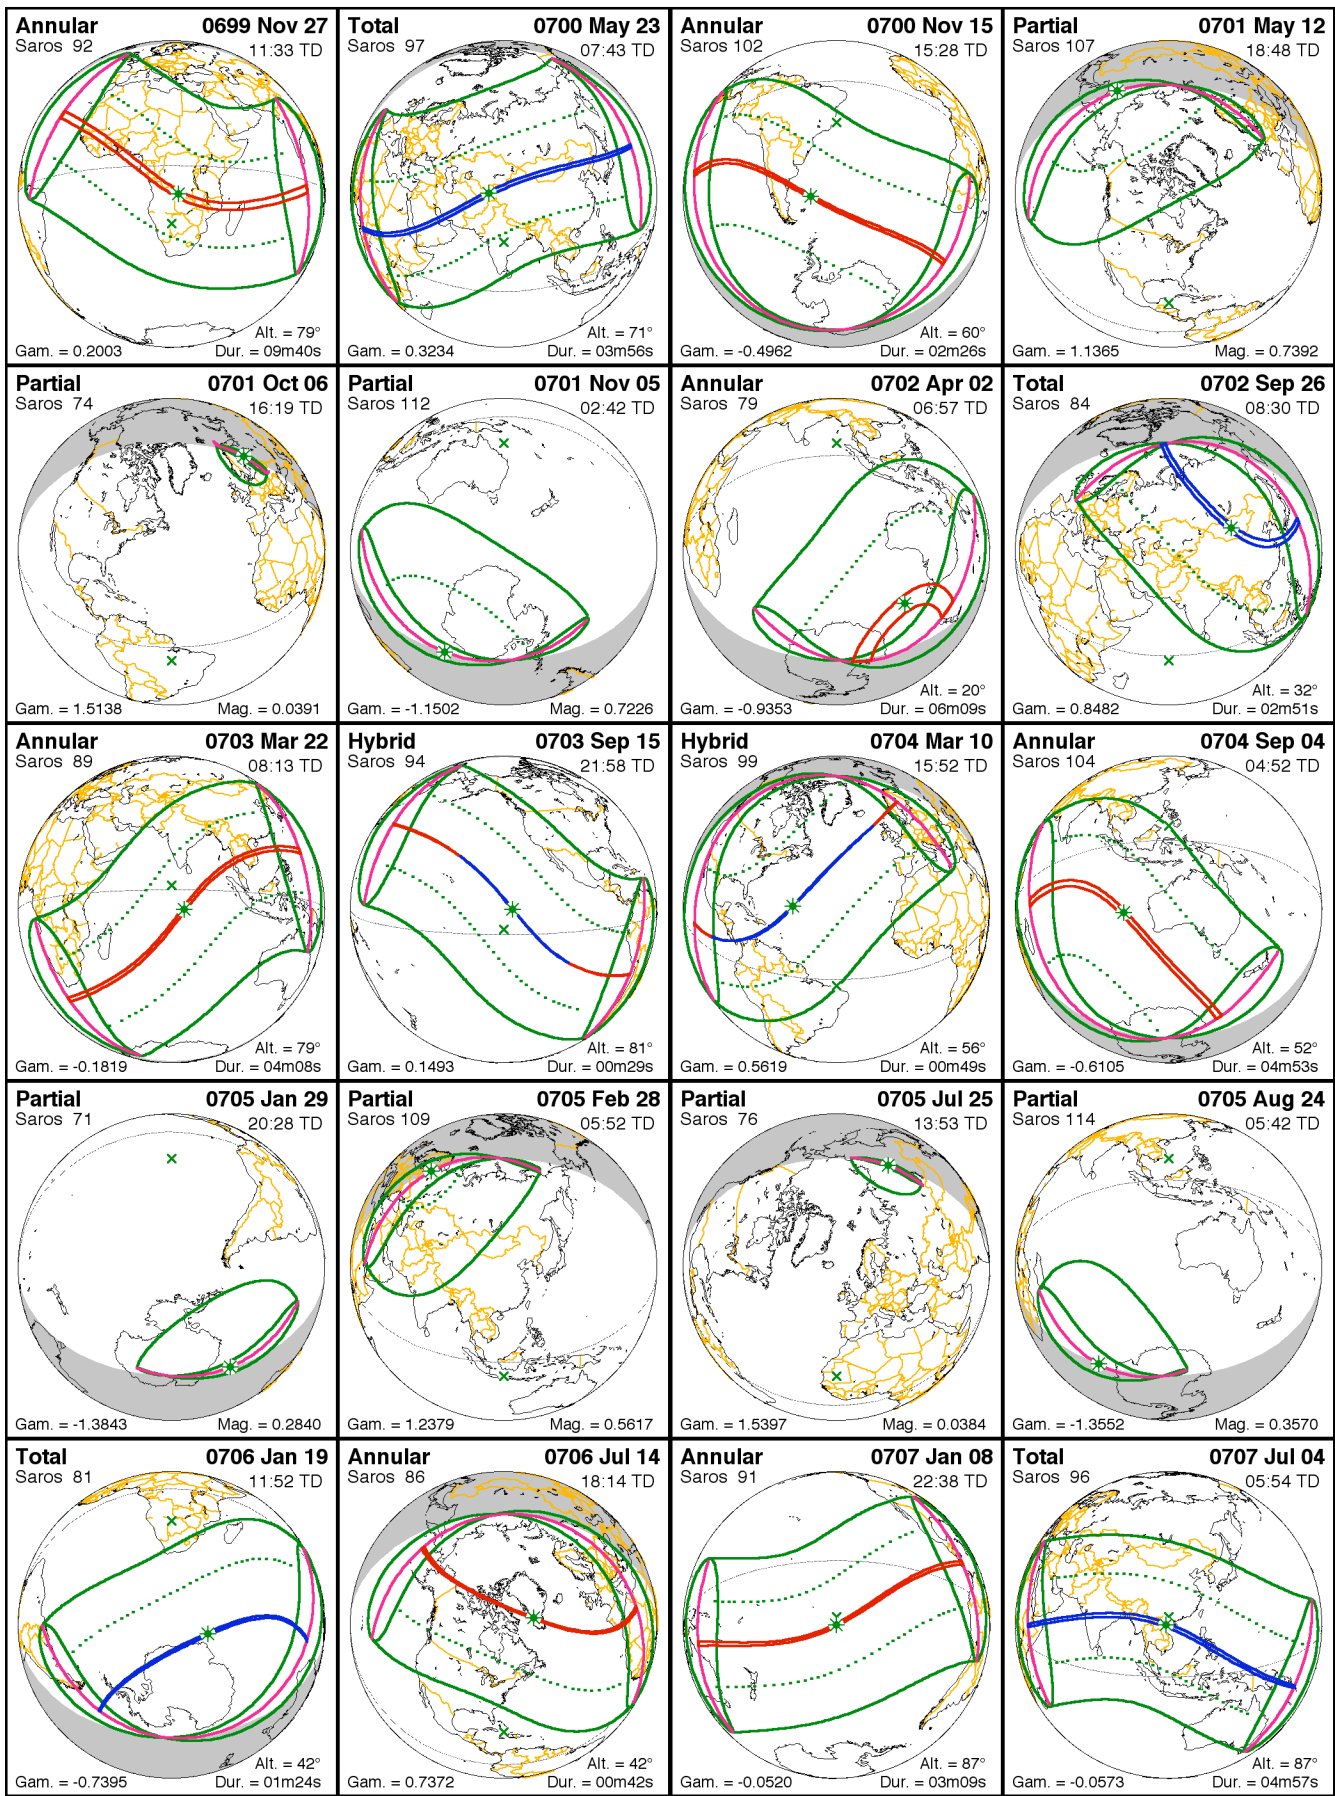 Annular 0699 Nov 27
Saros 92 11:33 TD
Alt. = 79°
Gam. = 0.2003 Dur. = 09m40s
Total 0700 May 23
Saros 97 07:43 TD
Alt. = 71°
Gam. = 0.3234 Dur. = 03m56s
Annular 0700 Nov 15
Saros 102 15:28 TD
Alt. = 60°
Gam. = -0.4962 Dur. = 02m26s
Partial 0701 May 12
Saros 107 18:48 TD
Gam. = 1.1365 Mag. = 0.7392
Partial 0701 Oct 06
Saros 74 16:19 TD
Gam. = 1.5138 Mag. = 0.0391
Partial 0701 Nov 05
Saros 112 02:42 TD
Gam. = -1.1502 Mag. = 0.7226
Annular 0702 Apr 02
Saros 79 06:57 TD
Alt. = 20°
Gam. = -0.9353 Dur. = 06m09s
Total 0702 Sep 26
Saros 84 08:30 TD
Alt. = 32°
Gam. = 0.8482 Dur. = 02m51s
Annular 0703 Mar 22
Saros 89 08:13 TD
Alt. = 79°
Gam. = -0.1819 Dur. = 04m08s
Hybrid 0703 Sep 15
Saros 94 21:58 TD
Alt. = 81°
Gam. = 0.1493 Dur. = 00m29s
Hybrid 0704 Mar 10
Saros 99 15:52 TD
Alt. = 56°
Gam. = 0.5619 Dur. = 00m49s
Annular 0704 Sep 04
Saros 104 04:52 TD
Alt. = 52°
Gam. = -0.6105 Dur. = 04m53s
Partial 0705 Jan 29
Saros 71 20:28 TD
Gam. = -1.3843 Mag. = 0.2840
Partial 0705 Feb 28
Saros 109 05:52 TD
Gam. = 1.2379 Mag. = 0.5617
Partial 0705 Jul 25
Saros 76 13:53 TD
Gam. = 1.5397 Mag. = 0.0384
Partial 0705 Aug 24
Saros 114 05:42 TD
Gam. = -1.3552 Mag. = 0.3570
Total 0706 Jan 19
Saros 81 11:52 TD
Alt. = 42°
Gam. = -0.7395 Dur. = 01m24s
Annular 0706 Jul 14
Saros 86 18:14 TD
Alt. = 42°
Gam. = 0.7372 Dur. = 00m42s
Annular 0707 Jan 08
Saros 91 22:38 TD
Alt. = 87°
Gam. = -0.0520 Dur. = 03m09s
Total 0707 Jul 04
Saros 96 05:54 TD
Alt. = 87°
Gam. = -0.0573 Dur. = 04m57s